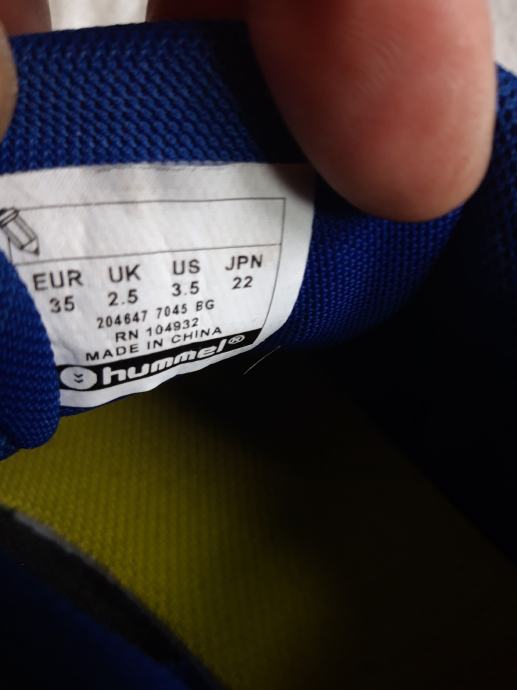 EUR UK US JPN
35 2.5 3.5 22
204647 7045 BG
RN 104932
MADE IN CHINA
hummel®